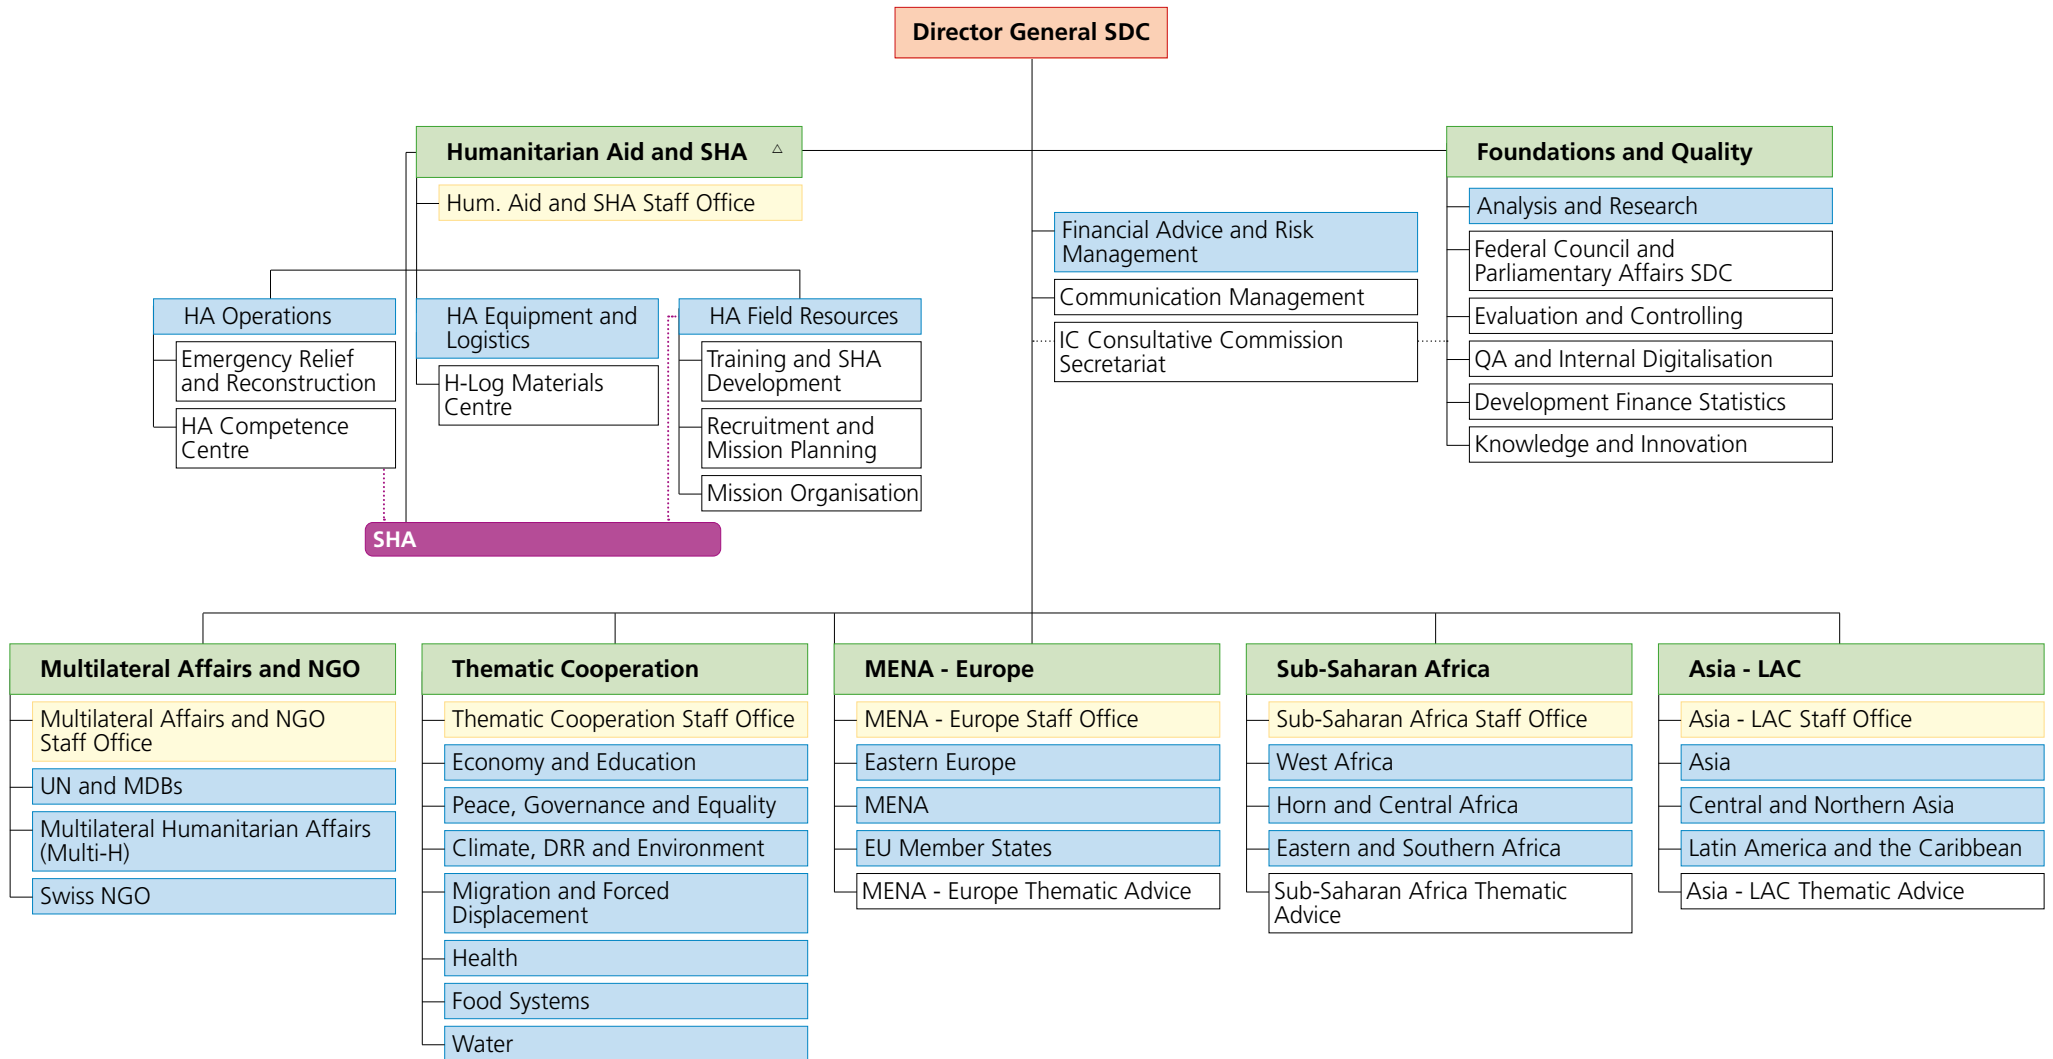 Director General SDC
Humanitarian Aid and SHA △
Hum. Aid and SHA Staff Office
HA Operations
Emergency Relief
and Reconstruction
HA Competence
Centre
HA Equipment and
Logistics
H-Log Materials
Centre
HA Field Resources
Training and SHA
Development
Recruitment and
Mission Planning
Mission Organisation
SHA
Financial Advice and Risk
Management
Communication Management
IC Consultative Commission
Secretariat
Foundations and Quality
Analysis and Research
Federal Council and
Parliamentary Affairs SDC
Evaluation and Controlling
QA and Internal Digitalisation
Development Finance Statistics
Knowledge and Innovation
Multilateral Affairs and NGO
Multilateral Affairs and NGO
Staff Office
UN and MDBs
Multilateral Humanitarian Affairs
(Multi-H)
Swiss NGO
Thematic Cooperation
Thematic Cooperation Staff Office
Economy and Education
Peace, Governance and Equality
Climate, DRR and Environment
Migration and Forced
Displacement
Health
Food Systems
Water
MENA - Europe
MENA - Europe Staff Office
Eastern Europe
MENA
EU Member States
MENA - Europe Thematic Advice
Sub-Saharan Africa
Sub-Saharan Africa Staff Office
West Africa
Horn and Central Africa
Eastern and Southern Africa
Sub-Saharan Africa Thematic
Advice
Asia - LAC
Asia - LAC Staff Office
Asia
Central and Northern Asia
Latin America and the Caribbean
Asia - LAC Thematic Advice